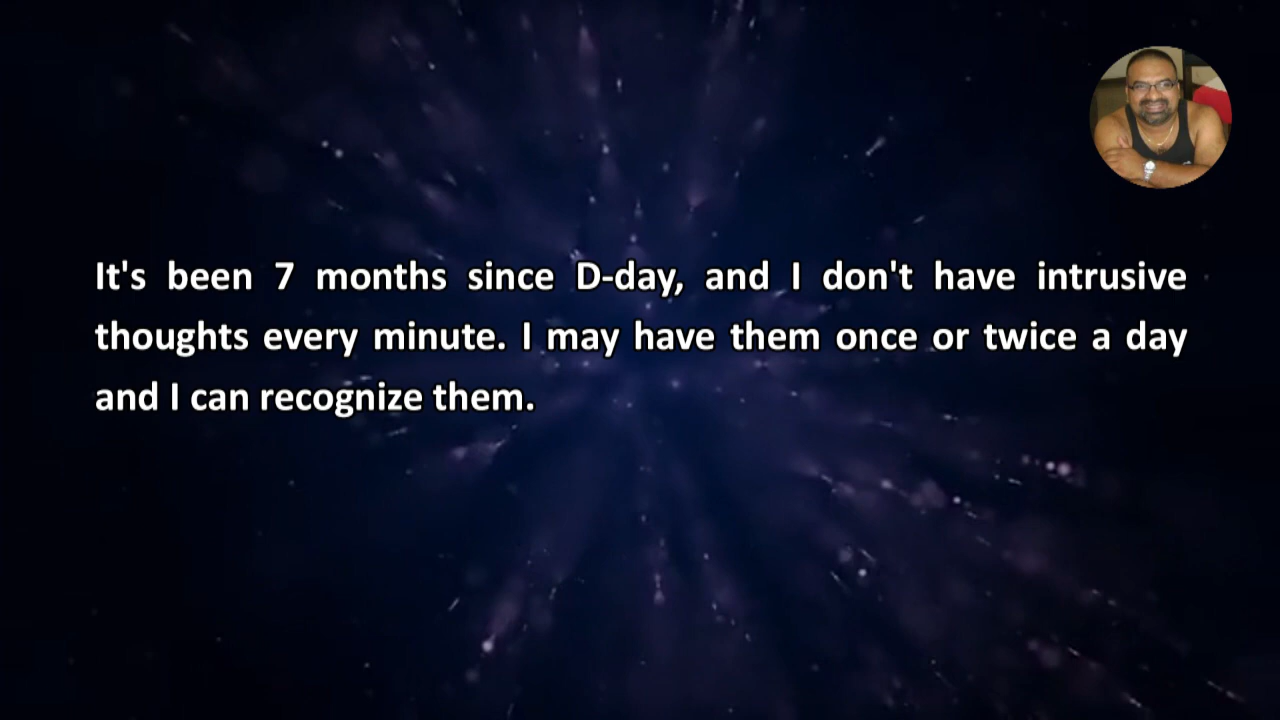 It's been 7 months since D-day, and I don't have intrusive
thoughts every minute. I may have them once or twice a day
and I can recognize them.